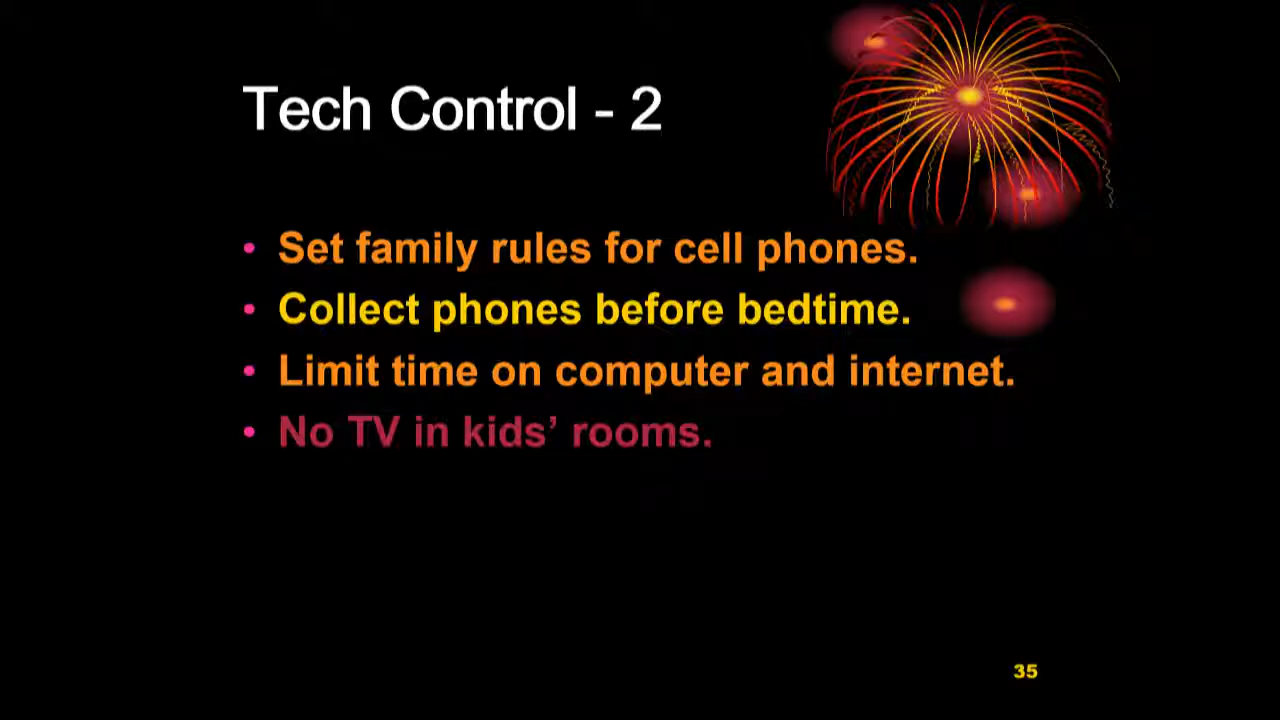 Tech Control - 2
• Set family rules for cell phones.
• Collect phones before bedtime.
• Limit time on computer and internet.
• No TV in kids’ rooms.
35